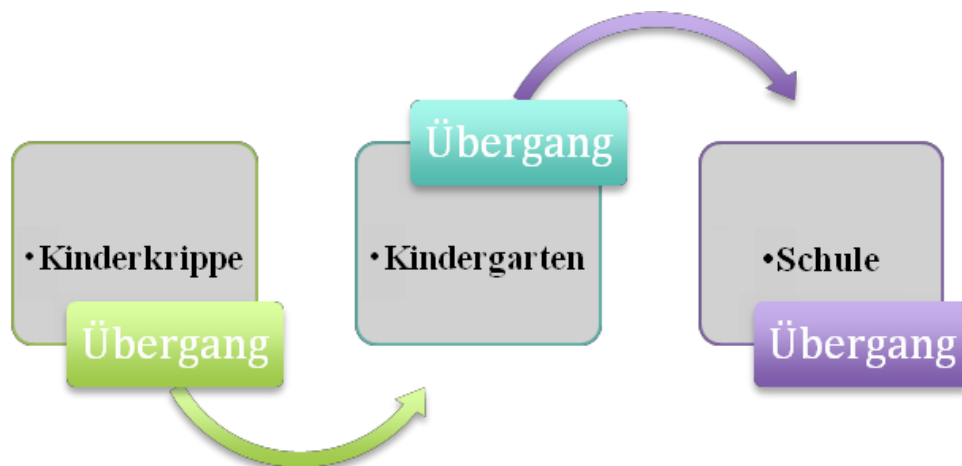 •Kinderkrippe
Übergang
Übergang
•Kindergarten
•Schule
Übergang